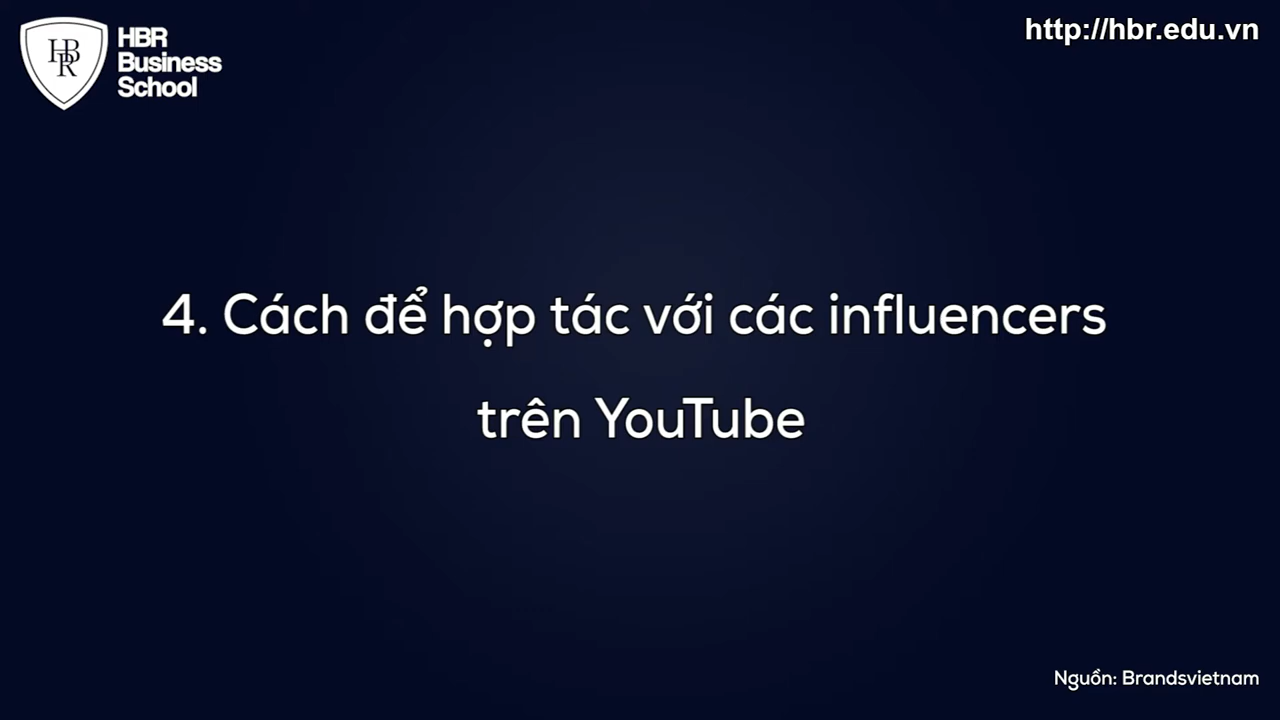 HBR
HBR
Business
School
http://hbr.edu.vn
4. Cách để hợp tác với các influencers
trên YouTube
Nguồn: Brandsvietnam